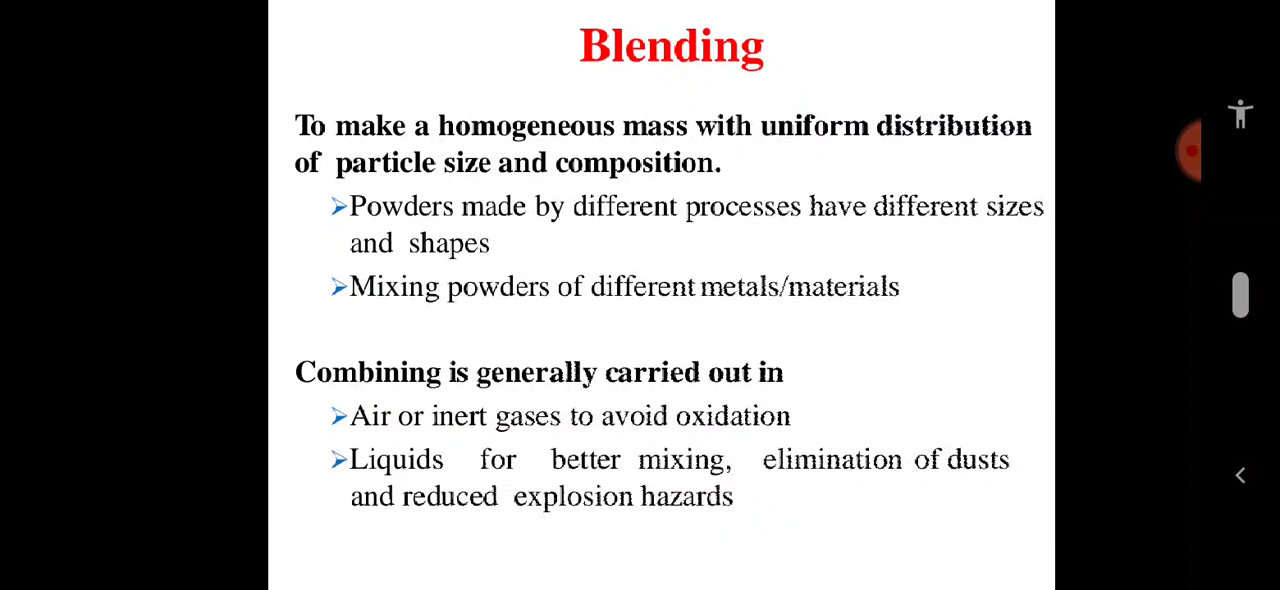 Blending
To make a homogeneous mass with uniform distribution
of particle size and composition.
➢Powders made by different processes have different sizes
and shapes
➢Mixing powders of different metals/materials
Combining is generally carried out in
➢Air or inert gases to avoid oxidation
➢Liquids for better mixing, elimination of dusts
and reduced explosion hazards